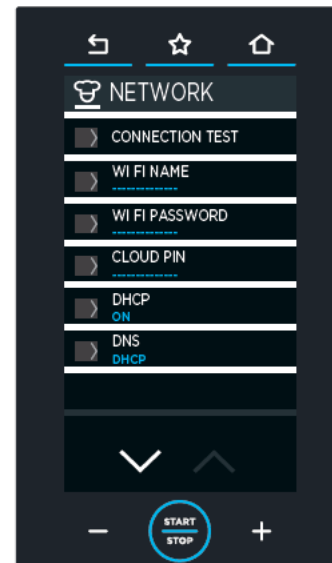 NETWORK
CONNECTION TEST
WI FI NAME
-------------
WI FI PASSWORD
-------------
CLOUD PIN
-------------
DHCP
ON
DNS
DHCP
START
STOP